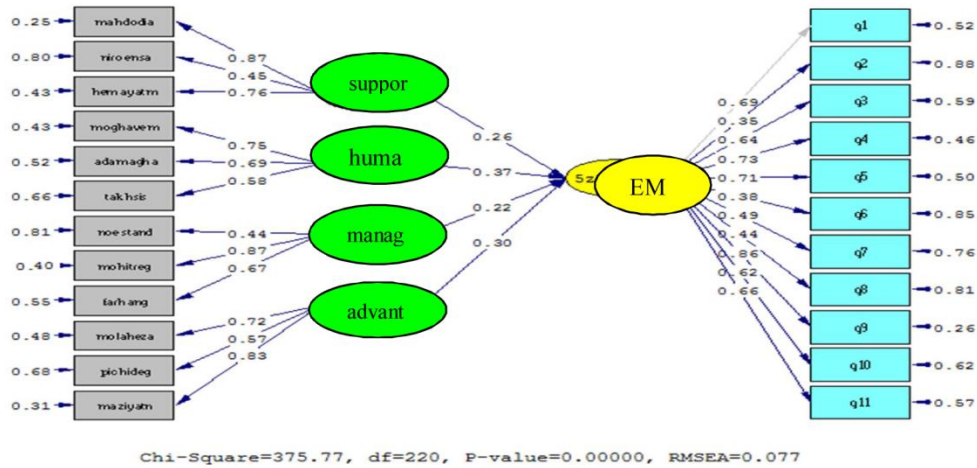 0.25 mahdodia
0.80 niroensa
0.43 hemayatm
0.43 moghavem
0.52 adamagha
0.66 takhsis
0.81 noestand
0.40 mohitreg
0.55 farhang
0.48 molaheza
0.68 pichideg
0.31 maziyatn
0.87
0.45
0.76
0.75
0.69
0.58
0.44
0.87
0.67
0.72
0.57
0.83
suppor
huma
manag
advant
0.26
0.37
0.22
0.30
5z
EM
0.69
0.35
0.64
0.73
0.71
0.38
0.49
0.44
0.86
0.62
0.66
q1 0.52
q2 0.88
q3 0.59
q4 0.46
q5 0.50
q6 0.85
q7 0.76
q8 0.81
q9 0.26
q10 0.62
q11 0.57
Chi-Square=375.77, df=220, P-value=0.00000, RMSEA=0.077